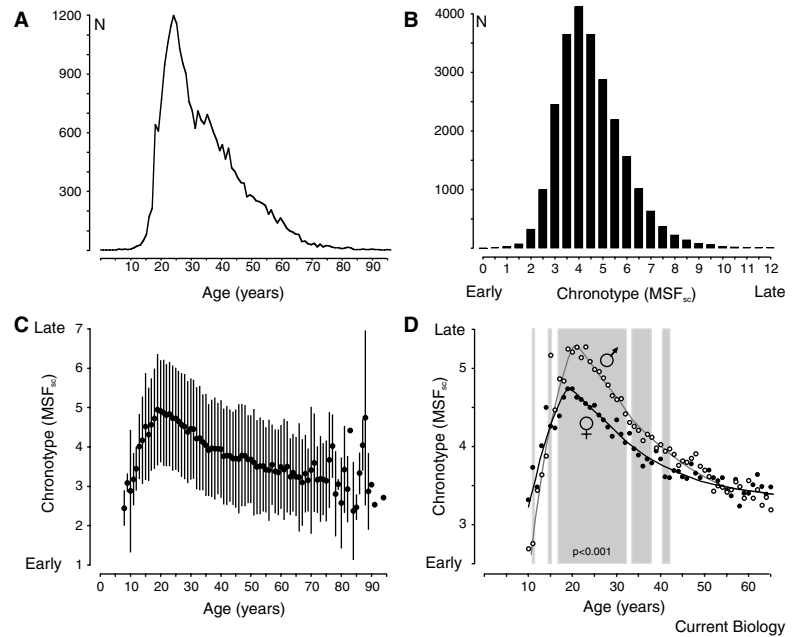 A
N
1200
900
600
300
10 20 30 40 50 60 70 80 90
Age (years)
B
N
4000
3000
2000
1000
0 1 2 3 4 5 6 7 8 9 10 11 12
Early Chronotype (MSFsc) Late
C
Late 7
6
5
4
3
2
Early 1
Chronotype (MSFsc)
0 10 20 30 40 50 60 70 80 90
Age (years)
D
Late
5
4
3
Early
Chronotype (MSFsc)
♂
♀
p<0.001
10 20 30 40 50 60
Age (years)
Current Biology